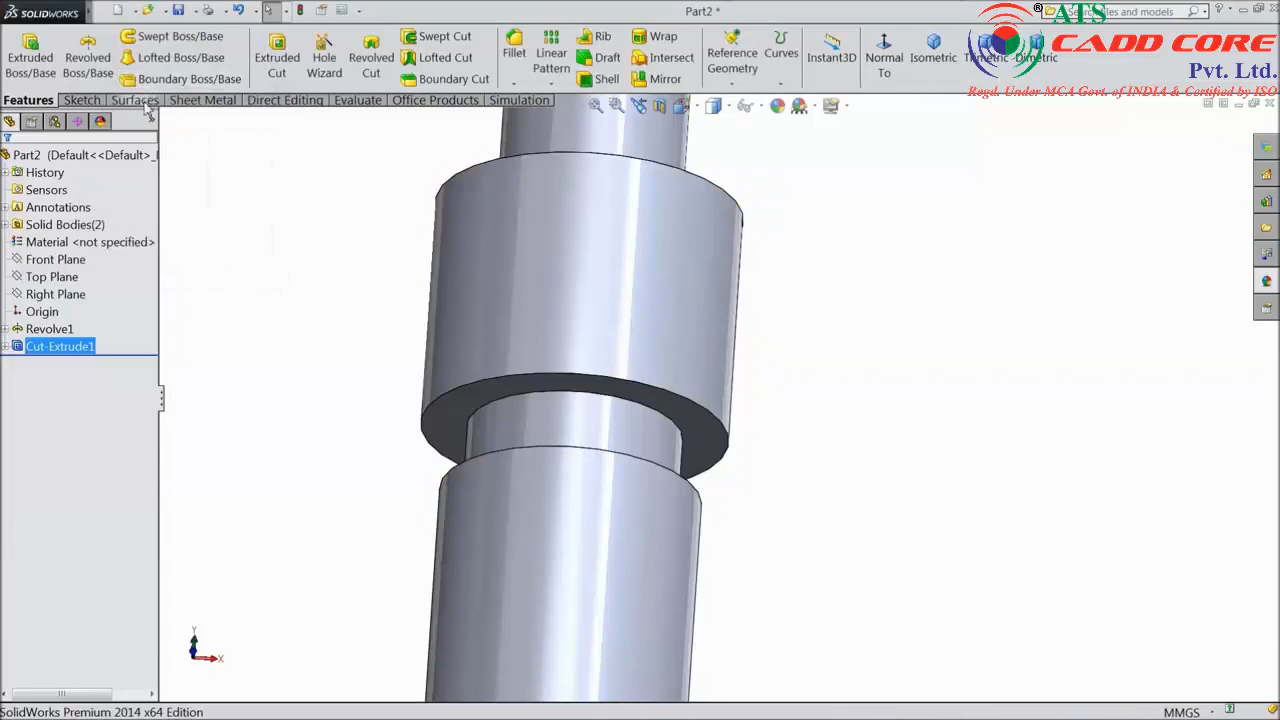 SOLIDWORKS
Part2 *
files and models
ATS
CADD CORE
Pvt. Ltd.
Regd. Under MCA Govt. of INDIA & Certified by ISO
Extruded Boss/Base
Revolved Boss/Base
Swept Boss/Base
Lofted Boss/Base
Boundary Boss/Base
Extruded Cut
Hole Wizard
Revolved Cut
Swept Cut
Lofted Cut
Boundary Cut
Fillet
Linear Pattern
Rib
Draft
Shell
Wrap
Intersect
Mirror
Reference Geometry
Curves
Instant3D
Normal To
Isometric
Trimetric
Dimetric
Features
Sketch
Surfaces
Sheet Metal
Direct Editing
Evaluate
Office Products
Simulation
Part2 (Default<<Default>_
History
Sensors
Annotations
Solid Bodies(2)
Material <not specified>
Front Plane
Top Plane
Right Plane
Origin
Revolve1
Cut-Extrude1
Y
X
SolidWorks Premium 2014 x64 Edition
MMGS